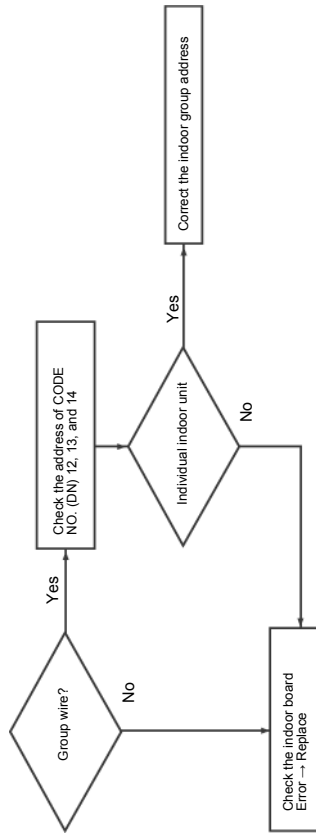 Group wire?
Yes
Check the address of CODE
NO. (DN) 12, 13, and 14
No
Individual indoor unit
Yes
Correct the indoor group address
No
Check the indoor board
Error → Replace